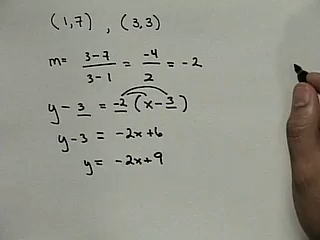 (1,7) , (3,3)
m= 3-7/3-1 = -4/2 = -2
y-3 = -2(x-3)
y-3 = -2x+6
y= -2x+9